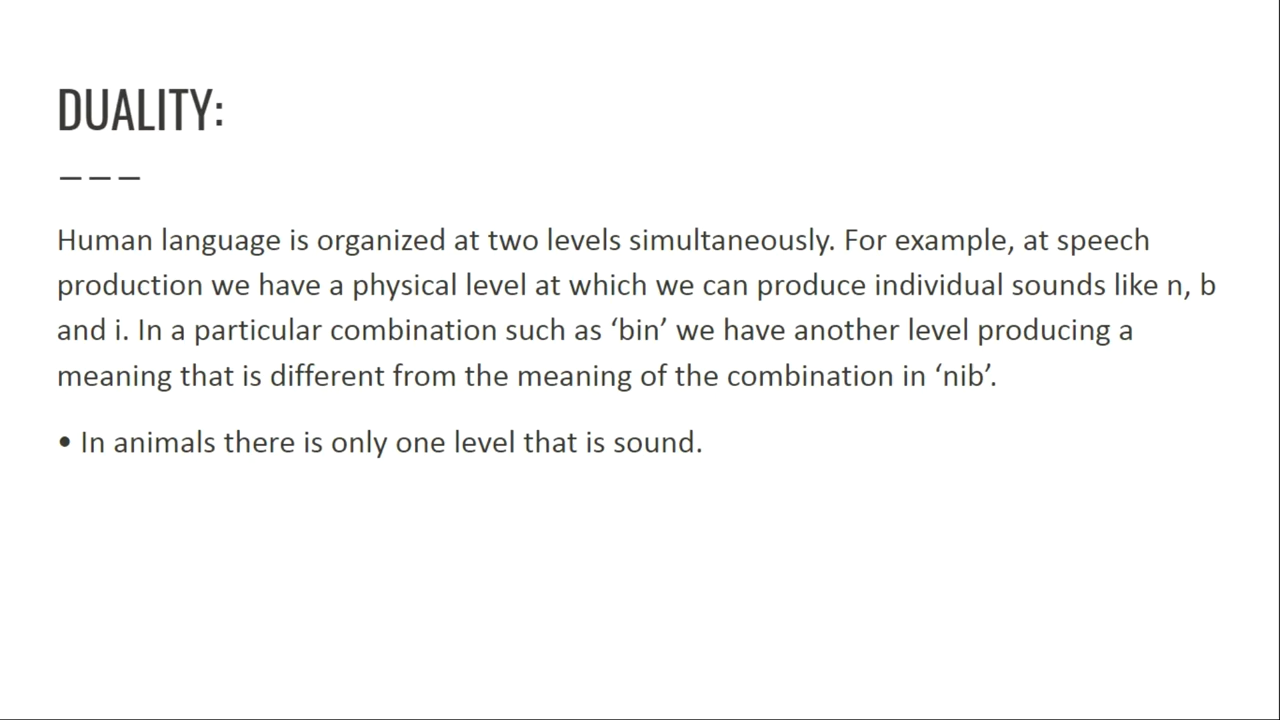 DUALITY:
Human language is organized at two levels simultaneously. For example, at speech
production we have a physical level at which we can produce individual sounds like n, b
and i. In a particular combination such as ‘bin’ we have another level producing a
meaning that is different from the meaning of the combination in ‘nib’.
• In animals there is only one level that is sound.